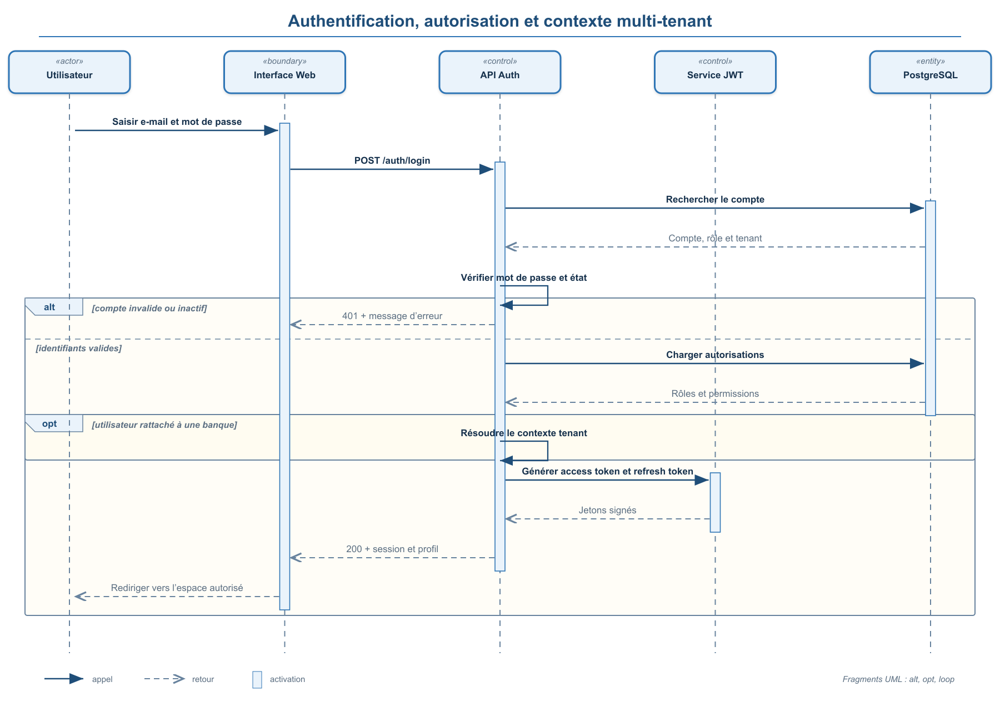 Authentification, autorisation et contexte multi-tenant
«actor»
Utilisateur
«boundary»
Interface Web
«control»
API Auth
«control»
Service JWT
«entity»
PostgreSQL
Saisir e-mail et mot de passe
POST /auth/login
Rechercher le compte
Compte, rôle et tenant
Vérifier mot de passe et état
alt
[compte invalide ou inactif]
401 + message d’erreur
[identifiants valides]
Charger autorisations
Rôles et permissions
opt
[utilisateur rattaché à une banque]
Résoudre le contexte tenant
Générer access token et refresh token
Jetons signés
200 + session et profil
Rediriger vers l’espace autorisé
appel
retour
activation
Fragments UML : alt, opt, loop